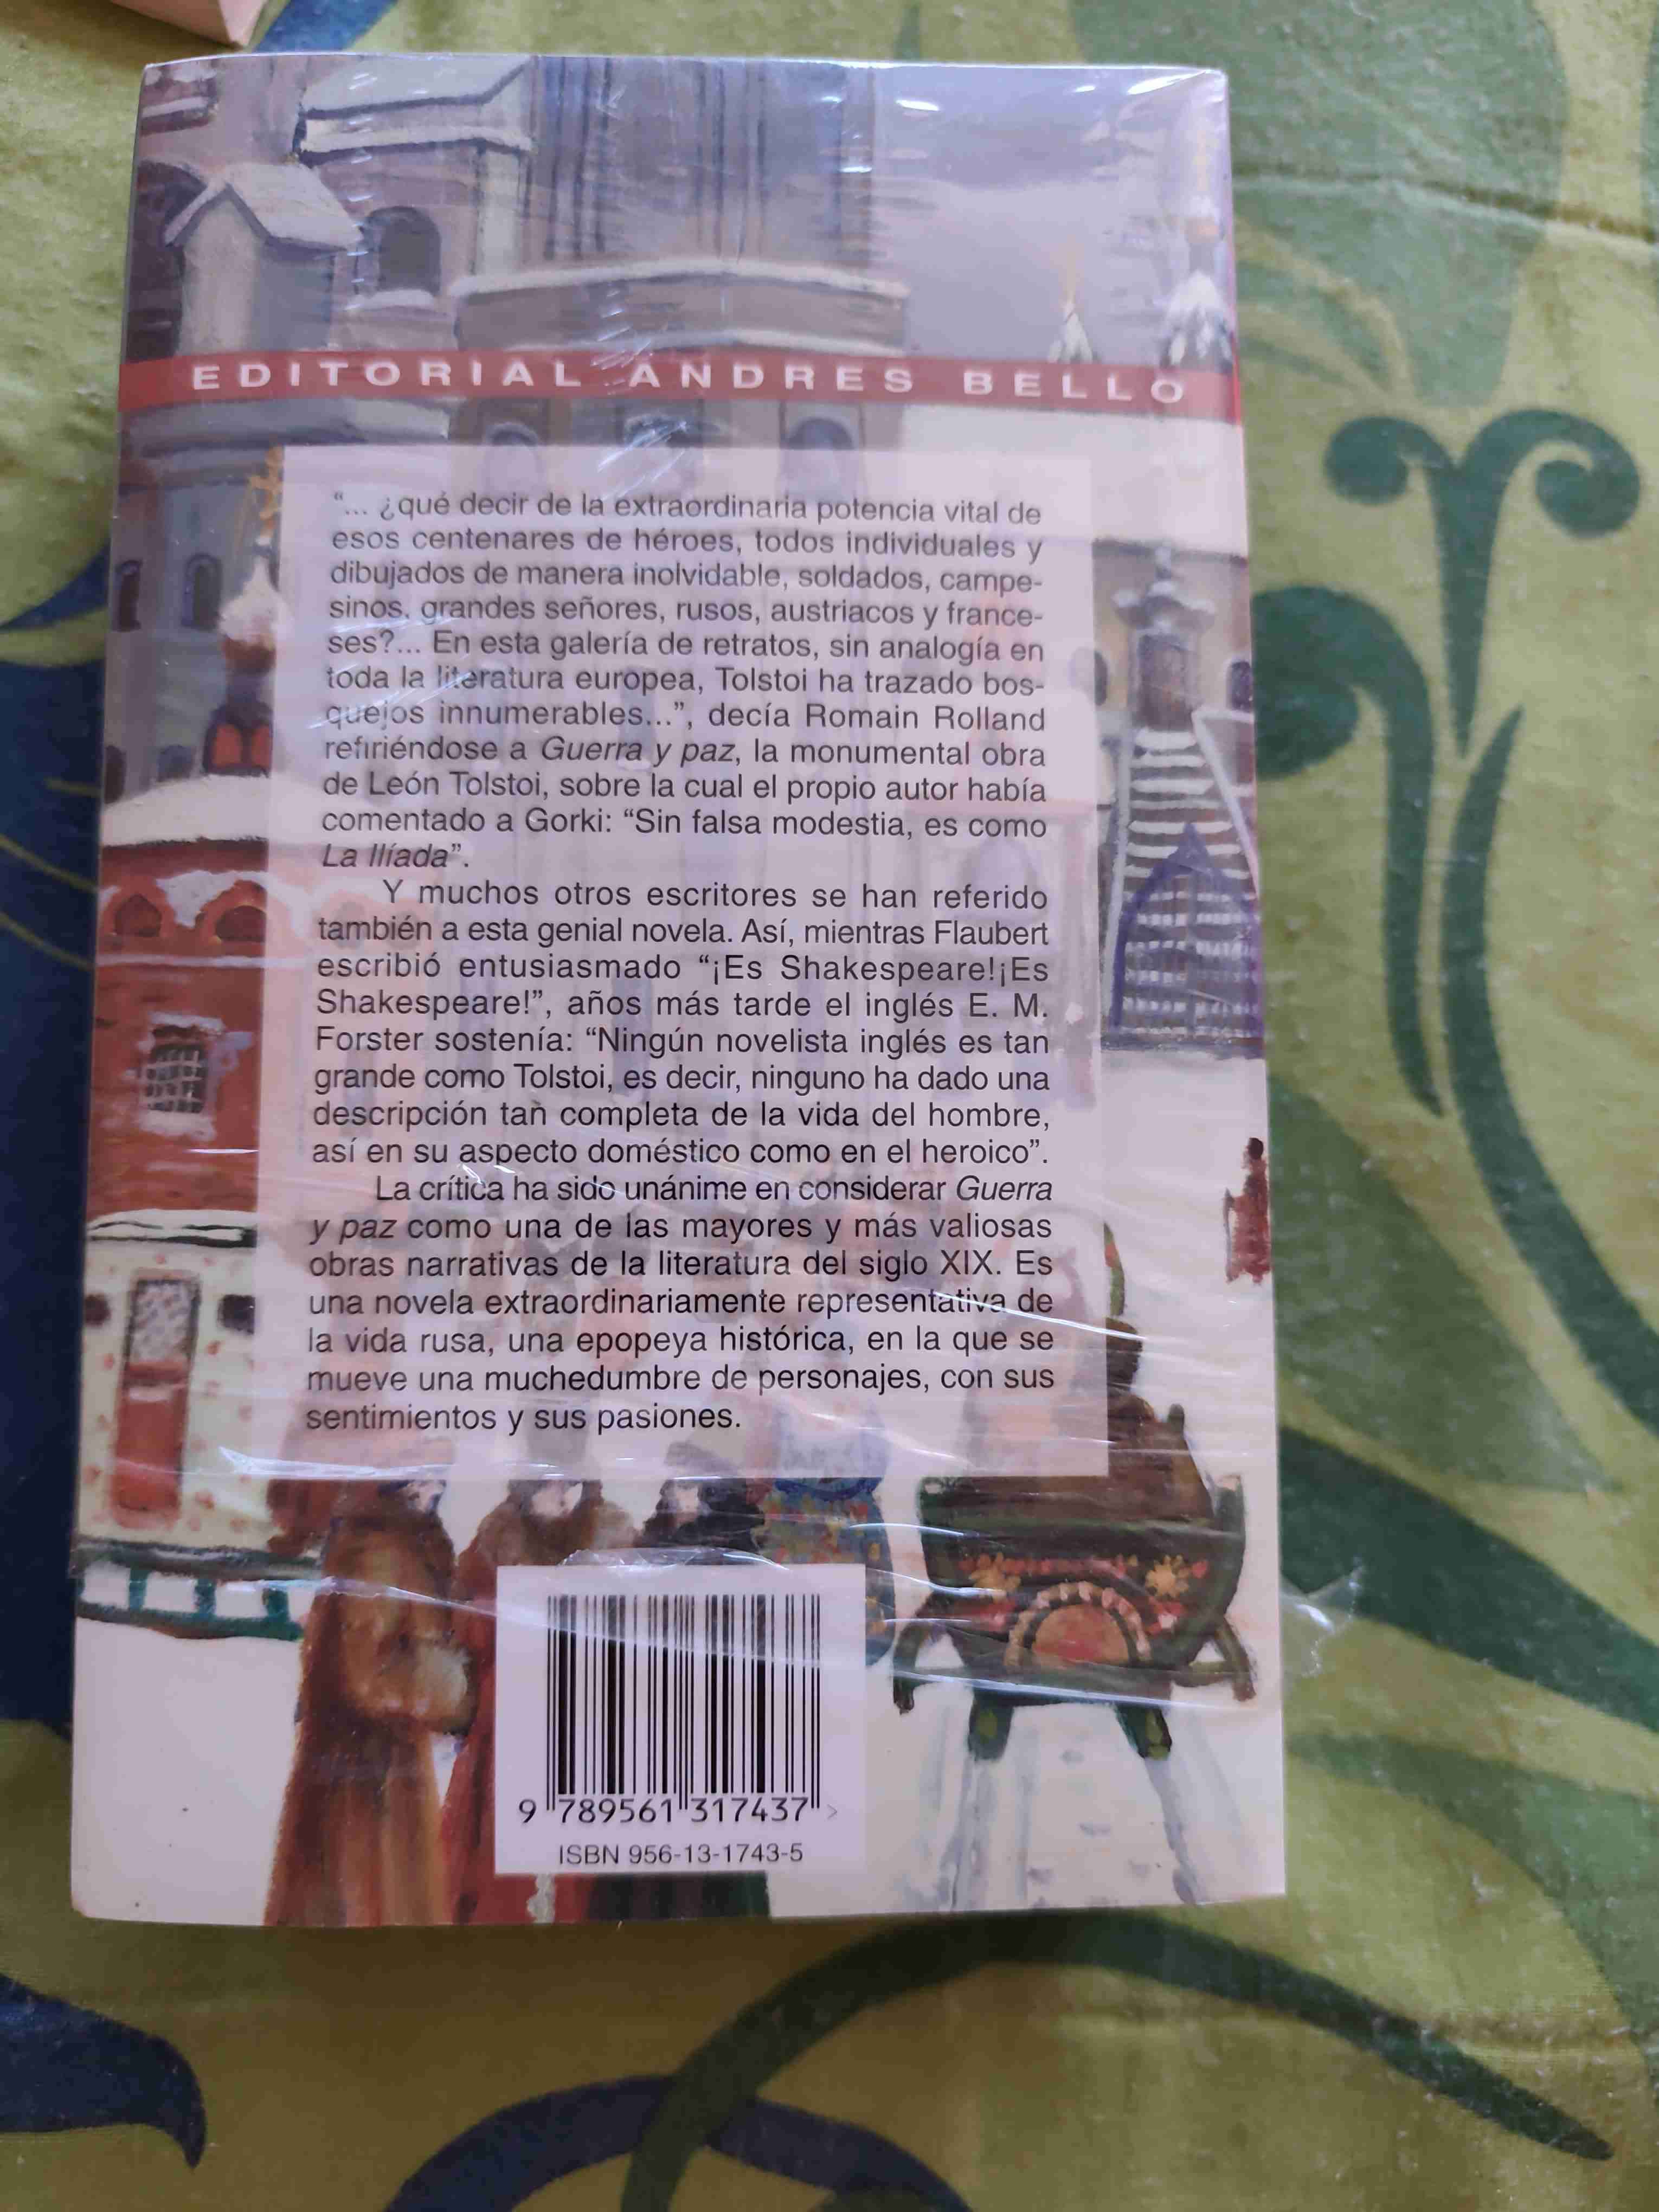 EDITORIAL ANDRES BELLO
“... ¿qué decir de la extraordinaria potencia vital de
esos centenares de héroes, todos individuales y
dibujados de manera inolvidable, soldados, campe-
sinos, grandes señores, rusos, austriacos y france-
ses?... En esta galería de retratos, sin analogía en
toda la literatura europea, Tolstoi ha trazado bos-
quejos innumerables...”, decía Romain Rolland
refiriéndose a Guerra y paz, la monumental obra
de León Tolstoi, sobre la cual el propio autor había
comentado a Gorki: “Sin falsa modestia, es como
La Ilíada”.
Y muchos otros escritores se han referido
también a esta genial novela. Así, mientras Flaubert
escribió entusiasmado “¡Es Shakespeare!¡Es
Shakespeare!”, años más tarde el inglés E. M.
Forster sostenía: “Ningún novelista inglés es tan
grande como Tolstoi, es decir, ninguno ha dado una
descripción tan completa de la vida del hombre,
así en su aspecto doméstico como en el heroico”.
La crítica ha sido unánime en considerar Guerra
y paz como una de las mayores y más valiosas
obras narrativas de la literatura del siglo XIX. Es
una novela extraordinariamente representativa de
la vida rusa, una epopeya histórica, en la que se
mueve una muchedumbre de personajes, con sus
sentimientos y sus pasiones.
9 789561 317437 >
ISBN 956-13-1743-5